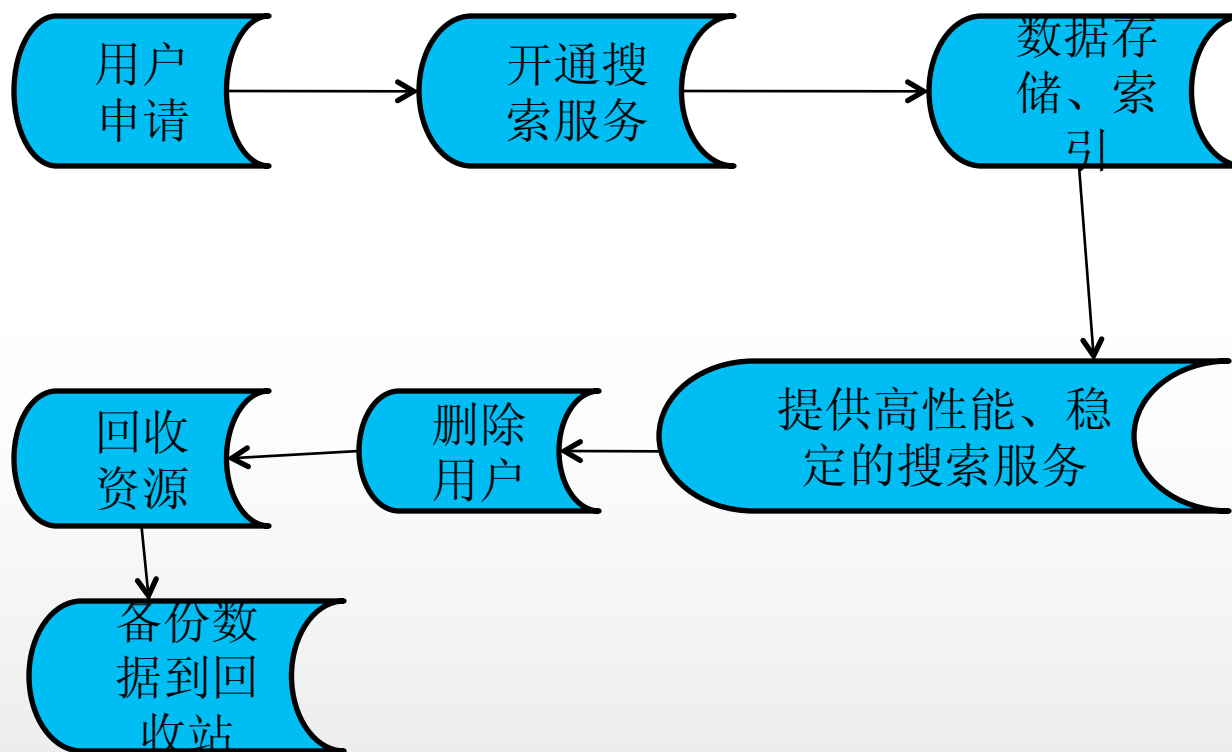 用户
申请
开通搜
索服务
数据存
储、索
引
提供高性能、稳
定的搜索服务
删除
用户
回收
资源
备份数
据到回
收站